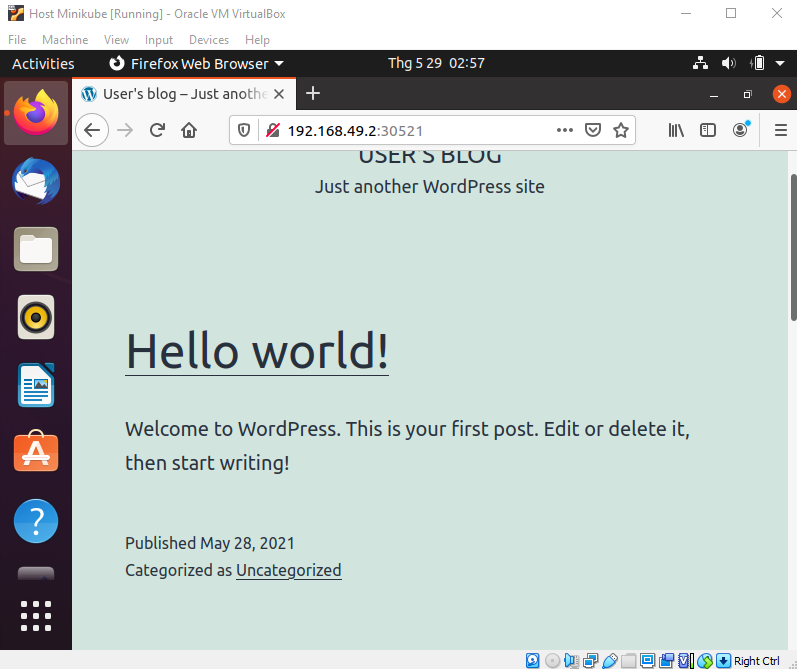 Host Minikube [Running] - Oracle VM VirtualBox
File Machine View Input Devices Help
Activities Firefox Web Browser Thg 5 29 02:57
User's blog – Just anothe
192.168.49.2:30521
USER'S BLOG
Just another WordPress site
Hello world!
Welcome to WordPress. This is your first post. Edit or delete it,
then start writing!
Published May 28, 2021
Categorized as Uncategorized
Right Ctrl